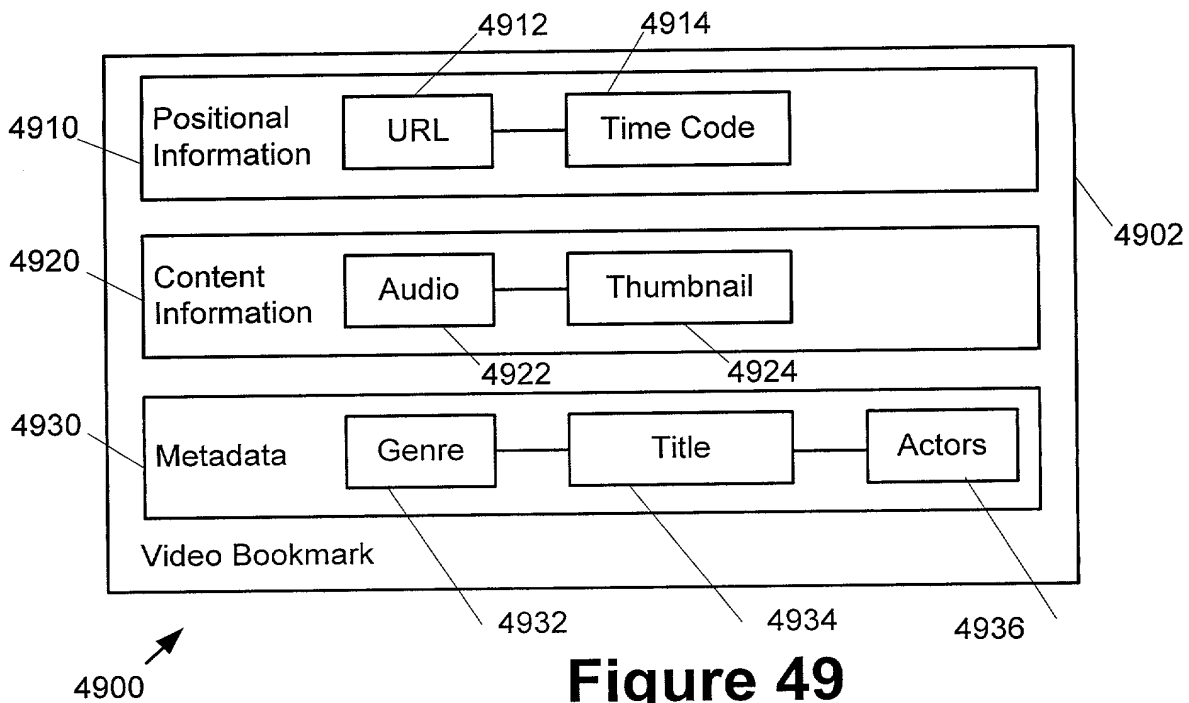 4912
4914
4910
Positional
Information
URL
Time Code
4902
4920
Content
Information
Audio
Thumbnail
4922
4924
4930
Metadata
Genre
Title
Actors
Video Bookmark
4932
4934
4936
4900
Figure 49